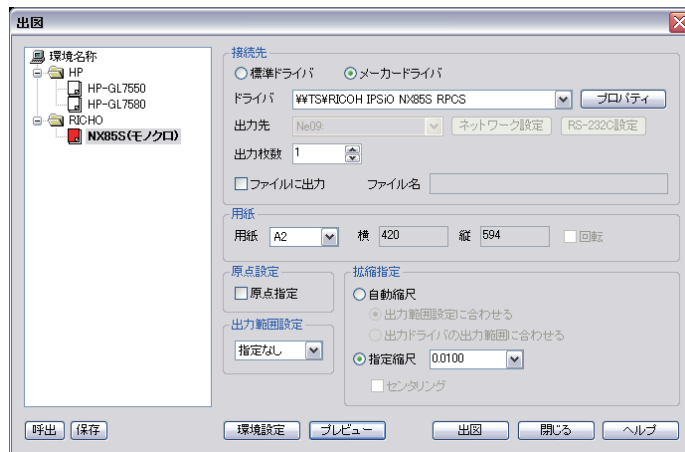 出図
環境名称
HP
HP-GL7550
HP-GL7580
RICHO
NX85S(モノクロ)
接続先
標準ドライバ メーカードライバ
ドライバ ¥¥TS¥RICOH IPSiO NX85S RPCS プロパティ
出力先 Ne09: ネットワーク設定 RS-232C設定
出力枚数 1
ファイルに出力 ファイル名
用紙
用紙 A2 横 420 縦 594 回転
原点設定
原点指定
出力範囲設定
指定なし
拡縮指定
自動縮尺
出力範囲設定に合わせる
出力ドライバの出力範囲に合わせる
指定縮尺 0.0100
センタリング
呼出 保存 環境設定 プレビュー 出図 閉じる ヘルプ